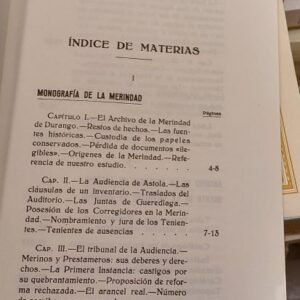 ÍNDICE DE MATERIAS
I
MONOGRAFÍA DE LA MERINDAD
Páginas
CAPÍTULO I.—El Archivo de la Merindad
de Durango.—Restos de hechos.—Las fuen-
tes históricas.—Custodia de los papeles
conservados.—Pérdida de documentos «ile-
gibles».—Orígenes de la Merindad.—Refe-
rencia de nuestro estudio. . . . . 4-8
CAP. II.—La Audiencia de Astola.—Las
cláusulas de un inventario.—Traslados del
Auditorio.—Las Juntas de Guerediaga.—
Posesión de los Corregidores en la Merin-
dad.—Nombramiento y jura de los Tenien-
tes.—Tenientes de ausencias . . . . . 7-13
CAP. III.—El tribunal de la Audiencia.—
Merinos y Prestameros: sus deberes y dere-
chos.—La Primera Instancia: castigos por
su quebrantamiento.—Proposición de refor-
ma rechazada.—El arancel real.—Número